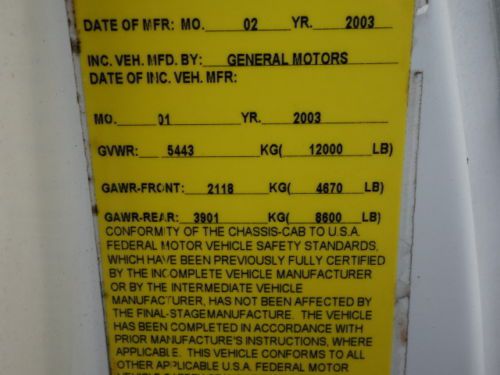 DATE OF MFR: MO. 02 YR. 2003
INC. VEH. MFD. BY: GENERAL MOTORS
DATE OF INC. VEH. MFR:
MO. 01 YR. 2003
GVWR: 5443 KG( 12000 LB)
GAWR-FRONT: 2118 KG( 4670 LB)
GAWR-REAR: 3901 KG( 8600 LB)
CONFORMITY OF THE CHASSIS-CAB TO U.S.A.
FEDERAL MOTOR VEHICLE SAFETY STANDARDS,
WHICH HAVE BEEN PREVIOUSLY FULLY CERTIFIED
BY THE INCOMPLETE VEHICLE MANUFACTURER
OR BY THE INTERMEDIATE VEHICLE
MANUFACTURER, HAS NOT BEEN AFFECTED BY
THE FINAL-STAGE MANUFACTURE. THE VEHICLE
HAS BEEN COMPLETED IN ACCORDANCE WITH
PRIOR MANUFACTURE'S INSTRUCTIONS, WHERE
APPLICABLE. THIS VEHICLE CONFORMS TO ALL
OTHER APPLICABLE U.S.A. FEDERAL MOTOR